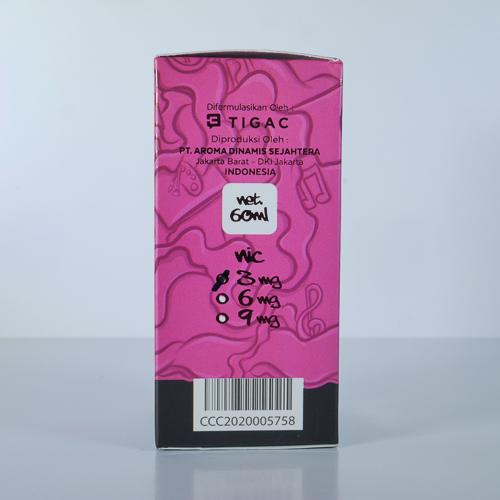 Diformulasikan Oleh :
TIGAC
Diproduksi Oleh :
PT. AROMA DINAMIS SEJAHTERA
Jakarta Barat - DKI Jakarta
INDONESIA
net.
60ml
nic
3 mg
6 mg
9 mg
CCC2020005758